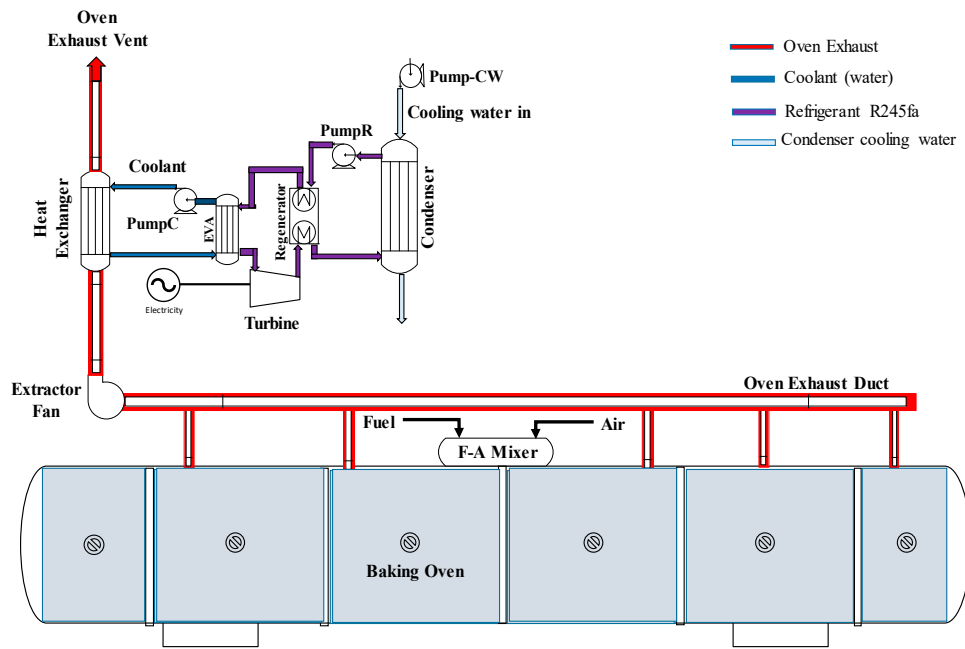 Oven
Exhaust Vent
Oven Exhaust
Coolant (water)
Refrigerant R245fa
Condenser cooling water
Pump-CW
Cooling water in
PumpR
Coolant
Heat
Exchanger
PumpC
EVA
Regenerator
Condenser
Electricity
Turbine
Extractor
Fan
Oven Exhaust Duct
Fuel
Air
F-A Mixer
Baking Oven